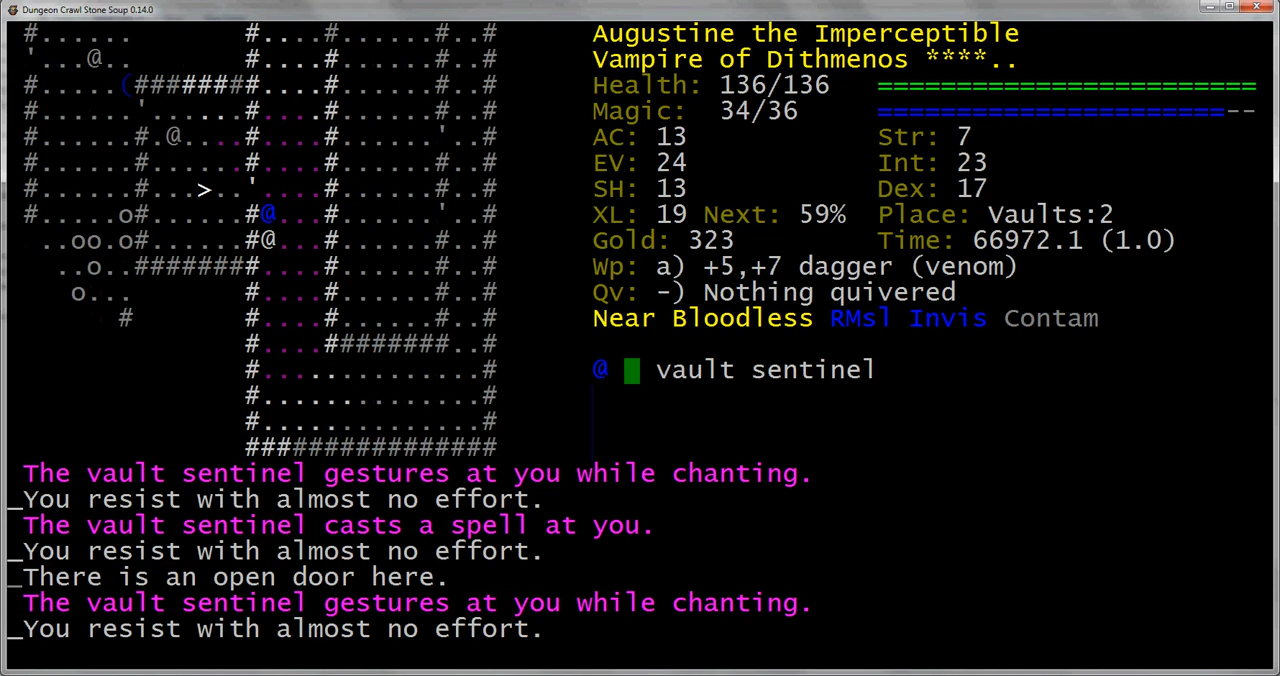 Dungeon Crawl Stone Soup 0.14.0
Augustine the Imperceptible
Vampire of Dithmenos ****..
Health: 136/136 ========================
Magic: 34/36 ======================--
AC: 13 Str: 7
EV: 24 Int: 23
SH: 13 Dex: 17
XL: 19 Next: 59% Place: Vaults:2
Gold: 323 Time: 66972.1 (1.0)
Wp: a) +5,+7 dagger (venom)
Qv: -) Nothing quivered
Near Bloodless RMsl Invis Contam
@ vault sentinel
The vault sentinel gestures at you while chanting.
_You resist with almost no effort.
The vault sentinel casts a spell at you.
_You resist with almost no effort.
_There is an open door here.
The vault sentinel gestures at you while chanting.
_You resist with almost no effort.